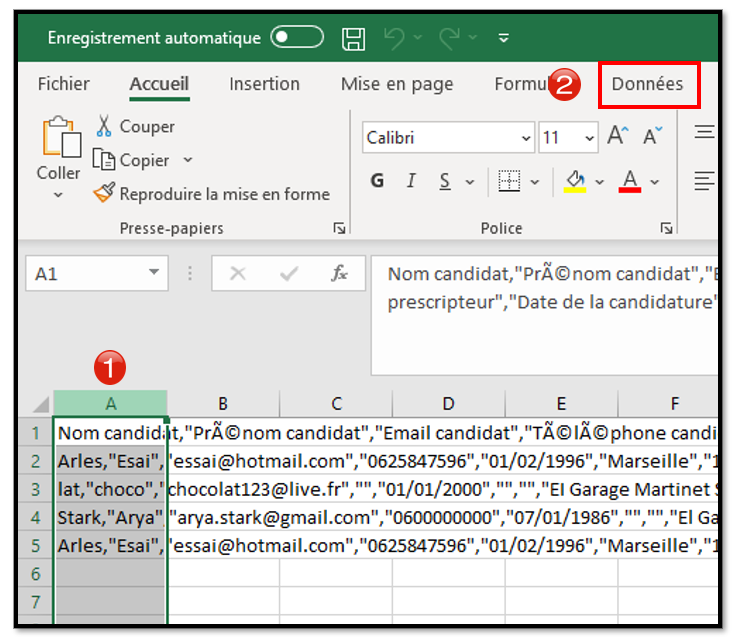 Enregistrement automatique
Fichier Accueil Insertion Mise en page Formu 2 Données
Coller
Couper
Copier
Reproduire la mise en forme
Presse-papiers
Calibri 11
G I S A
Police
A1 fx Nom candidat,"PrÃ©nom candidat","E
prescripteur","Date de la candidature"
1
A B C D E F
1 Nom candidat,"PrÃ©nom candidat","Email candidat","TÃ©lÃ©phone candi
2 Arles,"Esai","essai@hotmail.com","0625847596","01/02/1996","Marseille","1
3 lat,"choco","chocolat123@live.fr","","01/01/2000","","","EI Garage Martinet S
4 Stark,"Arya","arya.stark@gmail.com","0600000000","07/01/1986","","","El Ga
5 Arles,"Esai","essai@hotmail.com","0625847596","01/02/1996","Marseille","1
6
7